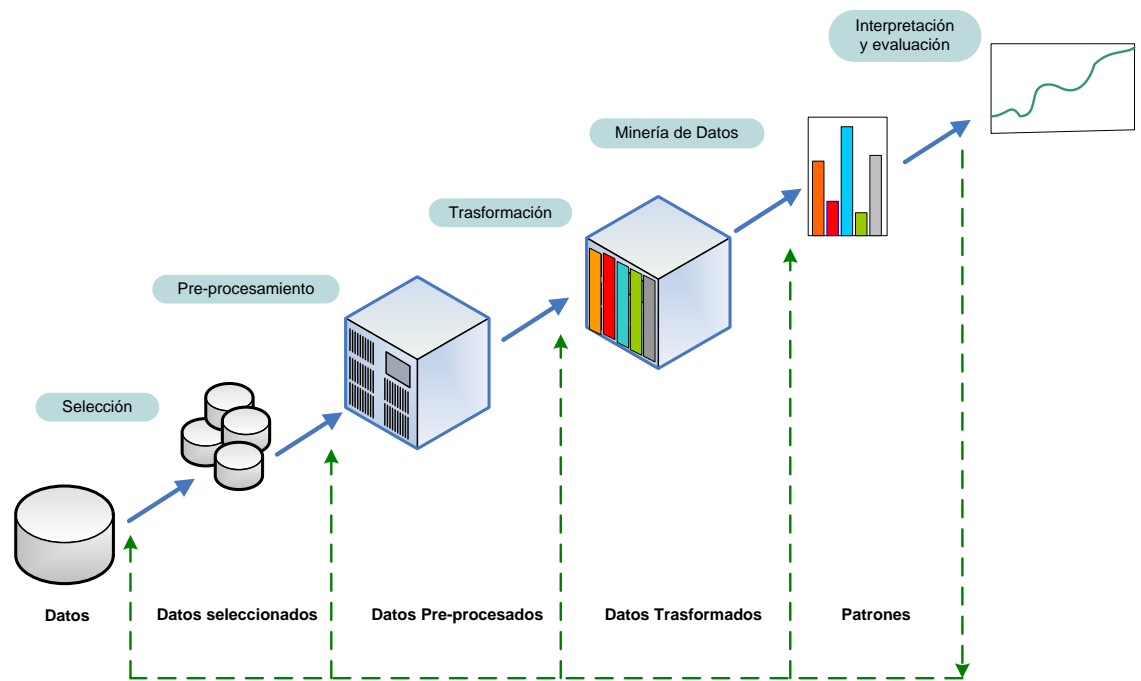 Interpretación
y evaluación
Minería de Datos
Trasformación
Pre-procesamiento
Selección
Datos
Datos seleccionados
Datos Pre-procesados
Datos Trasformados
Patrones